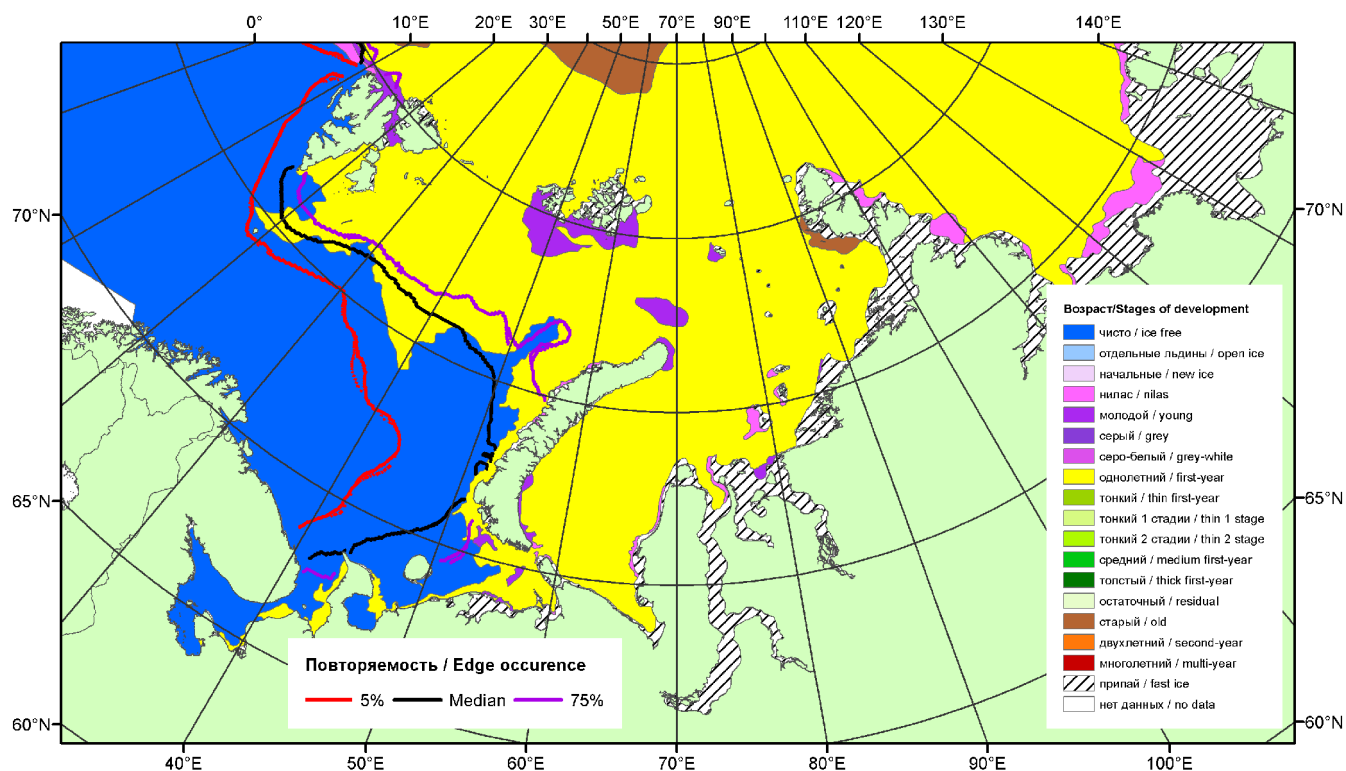 0° 10°E 20°E 30°E 50°E 70°E 90°E 110°E 120°E 130°E 140°E
70°N 70°N
Возраст/Stages of development
чисто / ice free
отдельные льдины / open ice
начальные / new ice
нилас / nilas
молодой / young
серый / grey
серо-белый / grey-white
однолетний / first-year
тонкий / thin first-year
тонкий 1 стадии / thin 1 stage
тонкий 2 стадии / thin 2 stage
средний / medium first-year
толстый / thick first-year
остаточный / residual
старый / old
двухлетний / second-year
многолетний / multi-year
припай / fast ice
нет данных / no data
65°N 65°N
Повторяемость / Edge occurence
5% Median 75%
60°N 60°N
40°E 50°E 60°E 70°E 80°E 90°E 100°E